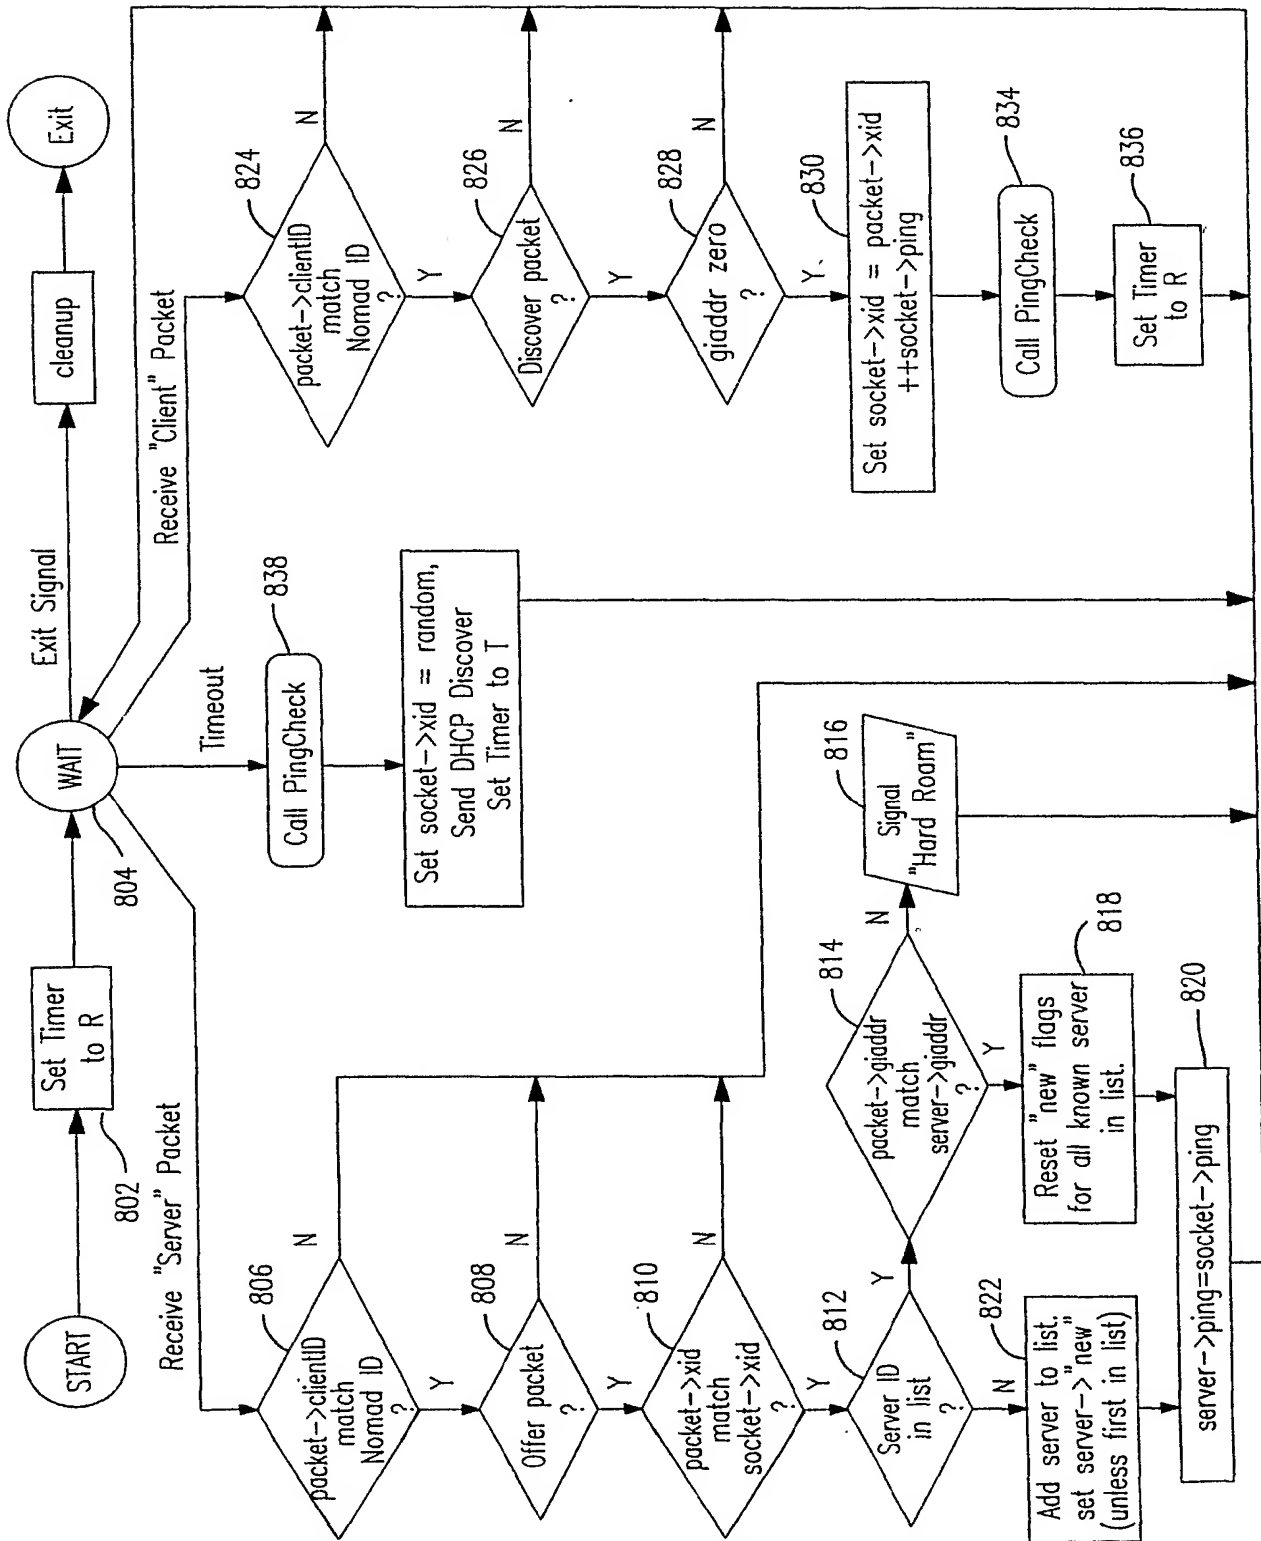 START
Set Timer
to R
802
WAIT
804
Exit Signal
cleanup
Exit
Receive "Server" Packet
packet->clientID
match
Nomad ID
?
806
N
Y
Offer packet
?
808
N
Y
packet->xid
match
socket->xid
?
810
N
Y
Server ID
in list
?
812
Y
N
packet->giaddr
match
server->giaddr
?
814
N
Y
Signal
"Hard Roam"
816
Reset "new" flags
for all known server
in list.
818
Add server to list.
set server->"new"
(unless first in list)
822
server->ping=socket->ping
820
Timeout
Call PingCheck
838
Set socket->xid = random,
Send DHCP Discover
Set Timer to T
Receive "Client" Packet
packet->clientID
match
Nomad ID
?
824
N
Y
Discover packet
?
826
N
Y
giaddr zero
?
828
N
Y
Set socket->xid = packet->xid
++socket->ping
830
Call PingCheck
834
Set Timer
to R
836